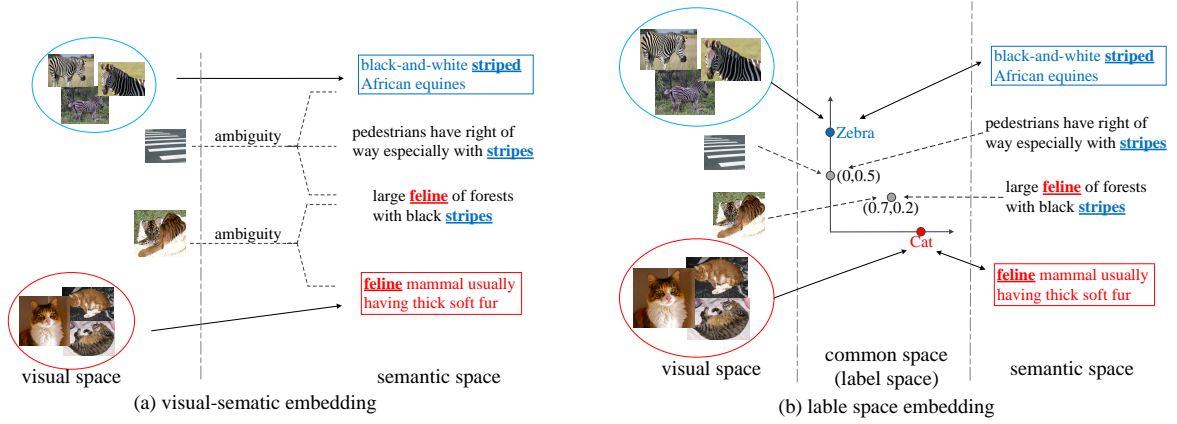 black-and-white striped
African equines
ambiguity
pedestrians have right of
way especially with stripes
large feline of forests
with black stripes
ambiguity
feline mammal usually
having thick soft fur
visual space
semantic space
(a) visual-sematic embedding
black-and-white striped
African equines
Zebra
pedestrians have right of
way especially with stripes
(0,0.5)
large feline of forests
with black stripes
(0.7,0.2)
Cat
feline mammal usually
having thick soft fur
visual space
common space
(label space)
semantic space
(b) lable space embedding